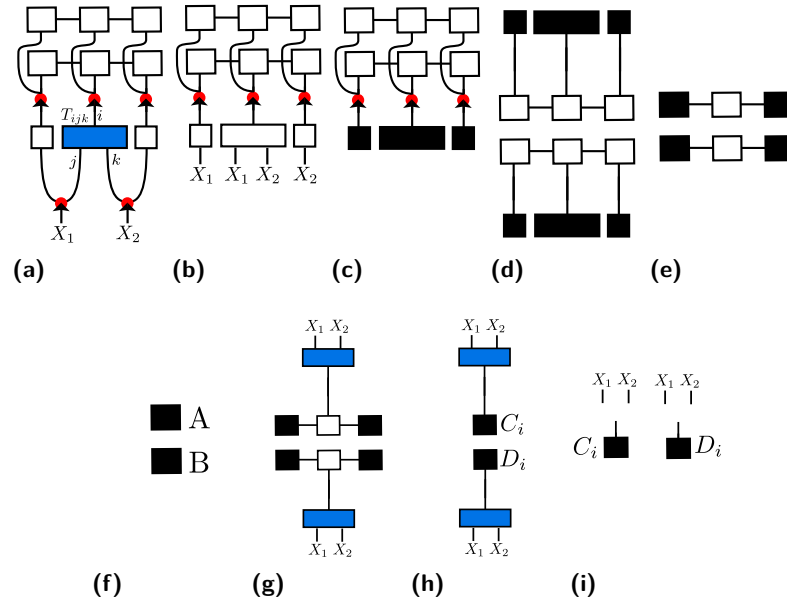 T_{ijk} i
j k
X_1 X_2
X_1 X_1 X_2 X_2
(a) (b) (c) (d) (e)
X_1 X_2 X_1 X_2
X_1 X_2 X_1 X_2
A C_i
C_i D_i
B D_i
X_1 X_2 X_1 X_2
(f) (g) (h) (i)